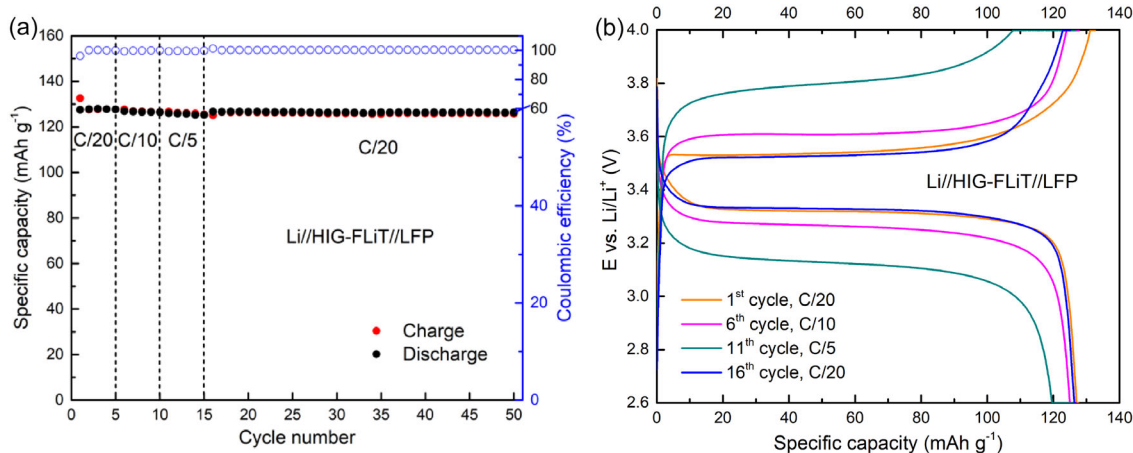 (a)
160
140
120
100
80
60
40
20
0
Specific capacity (mAh g⁻¹)
C/20
C/10
C/5
C/20
Li//HIG-FLiT//LFP
Charge
Discharge
0 5 10 15 20 25 30 35 40 45 50
Cycle number
100
80
60
40
20
0
Coulombic efficiency (%)
(b)
0 20 40 60 80 100 120 140
4.0
3.8
3.6
3.4
3.2
3.0
2.8
2.6
E vs. Li/Li⁺ (V)
Li//HIG-FLiT//LFP
1ˢᵗ cycle, C/20
6ᵗʰ cycle, C/10
11ᵗʰ cycle, C/5
16ᵗʰ cycle, C/20
0 20 40 60 80 100 120 140
Specific capacity (mAh g⁻¹)